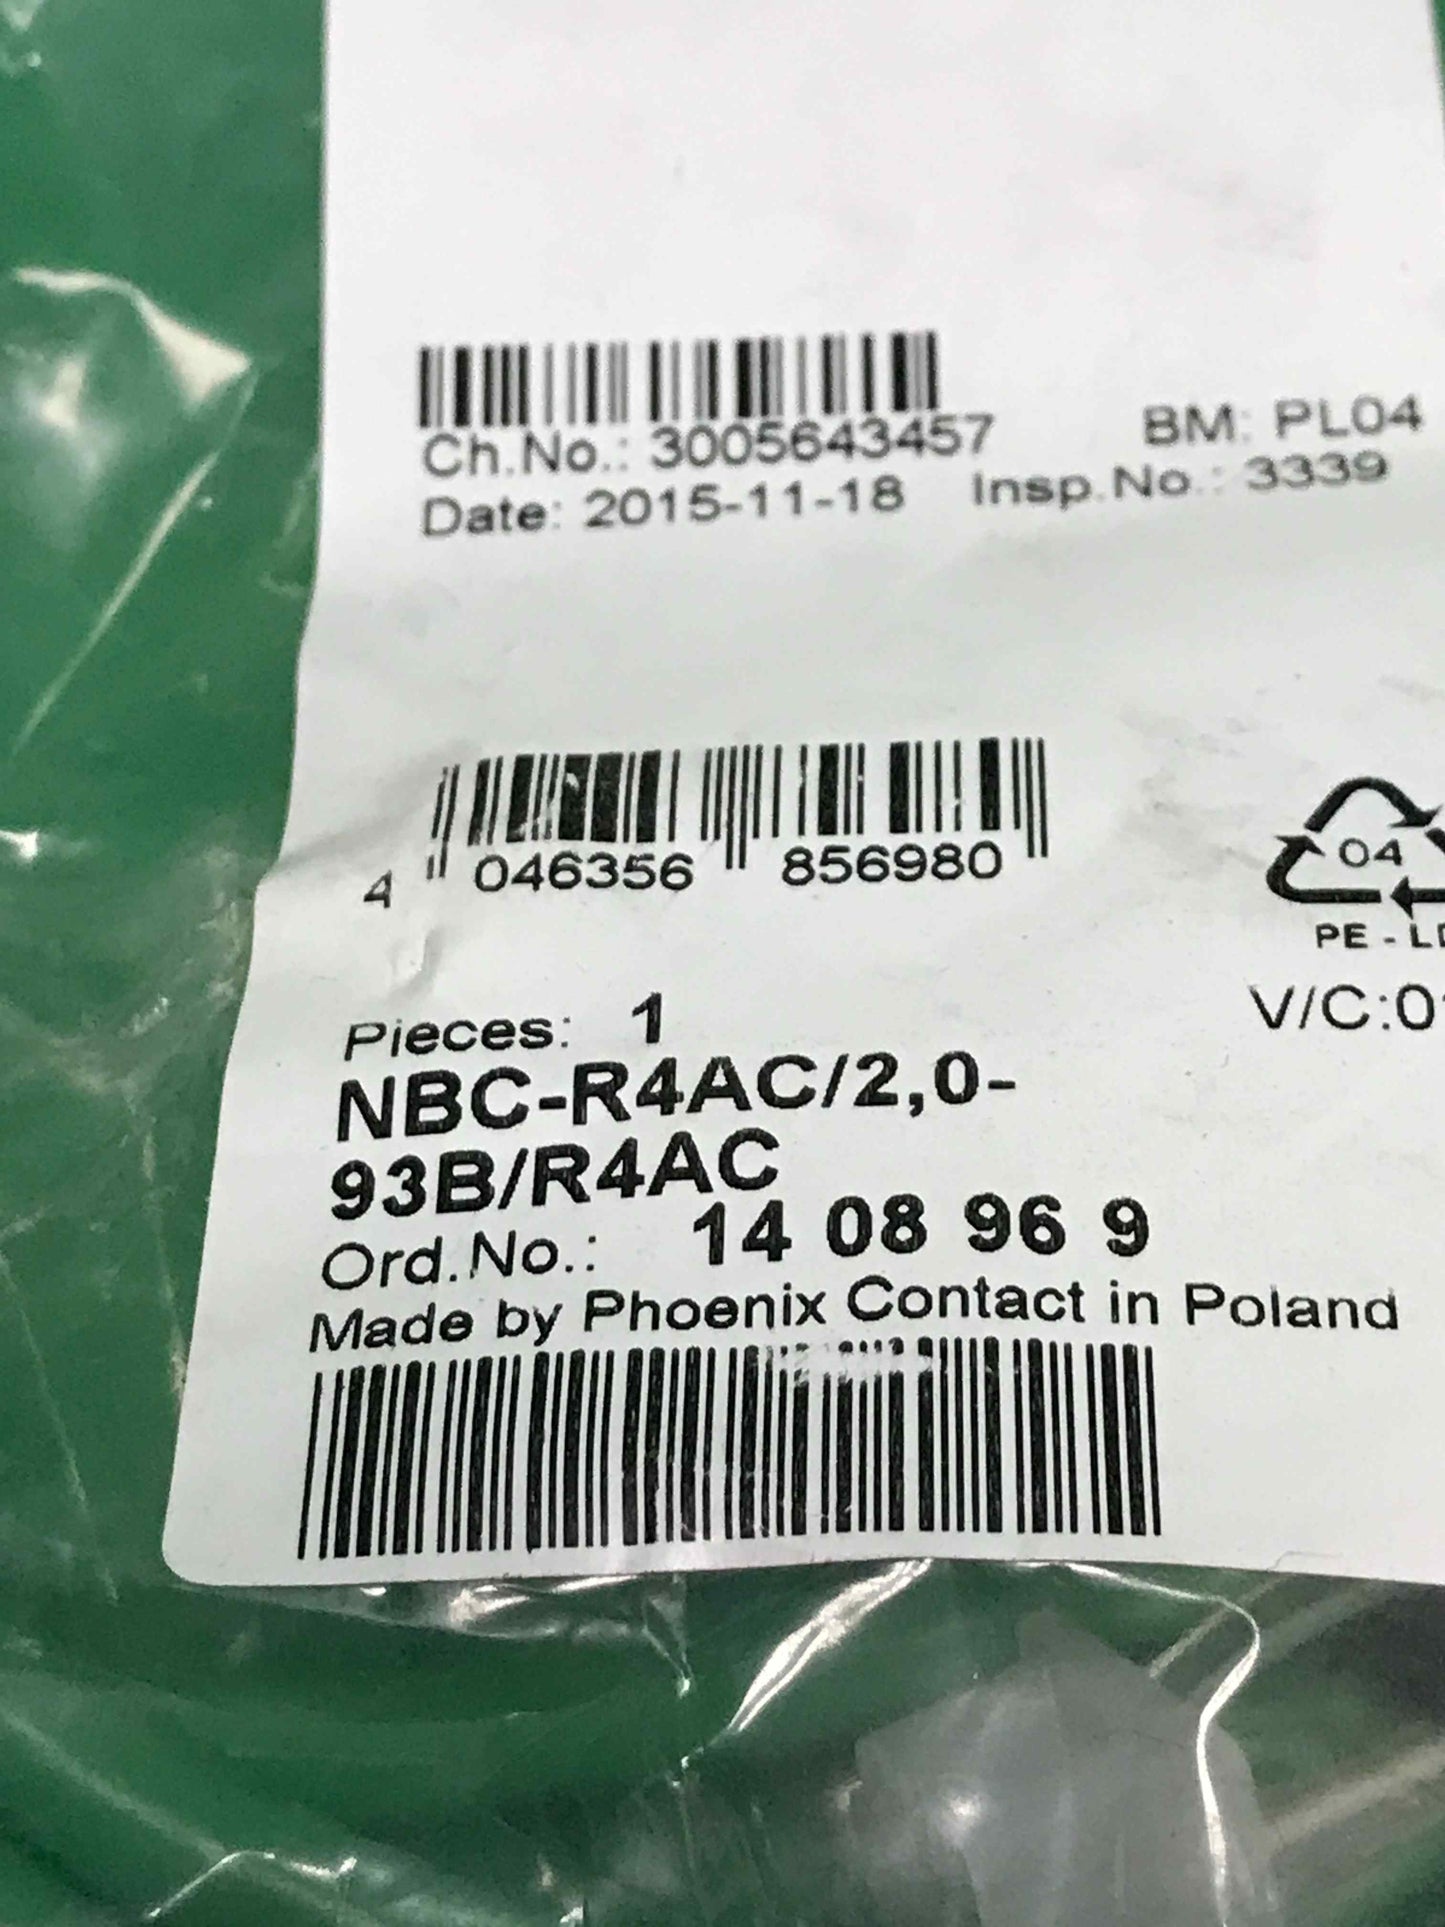 Ch.No.: 3005643457 BM: PL04
Date: 2015-11-18 Insp.No.: 3339
4 046356 856980
04
PE - L
Pieces: 1
V/C:0
NBC-R4AC/2,0-
93B/R4AC
Ord.No.: 14 08 96 9
Made by Phoenix Contact in Poland